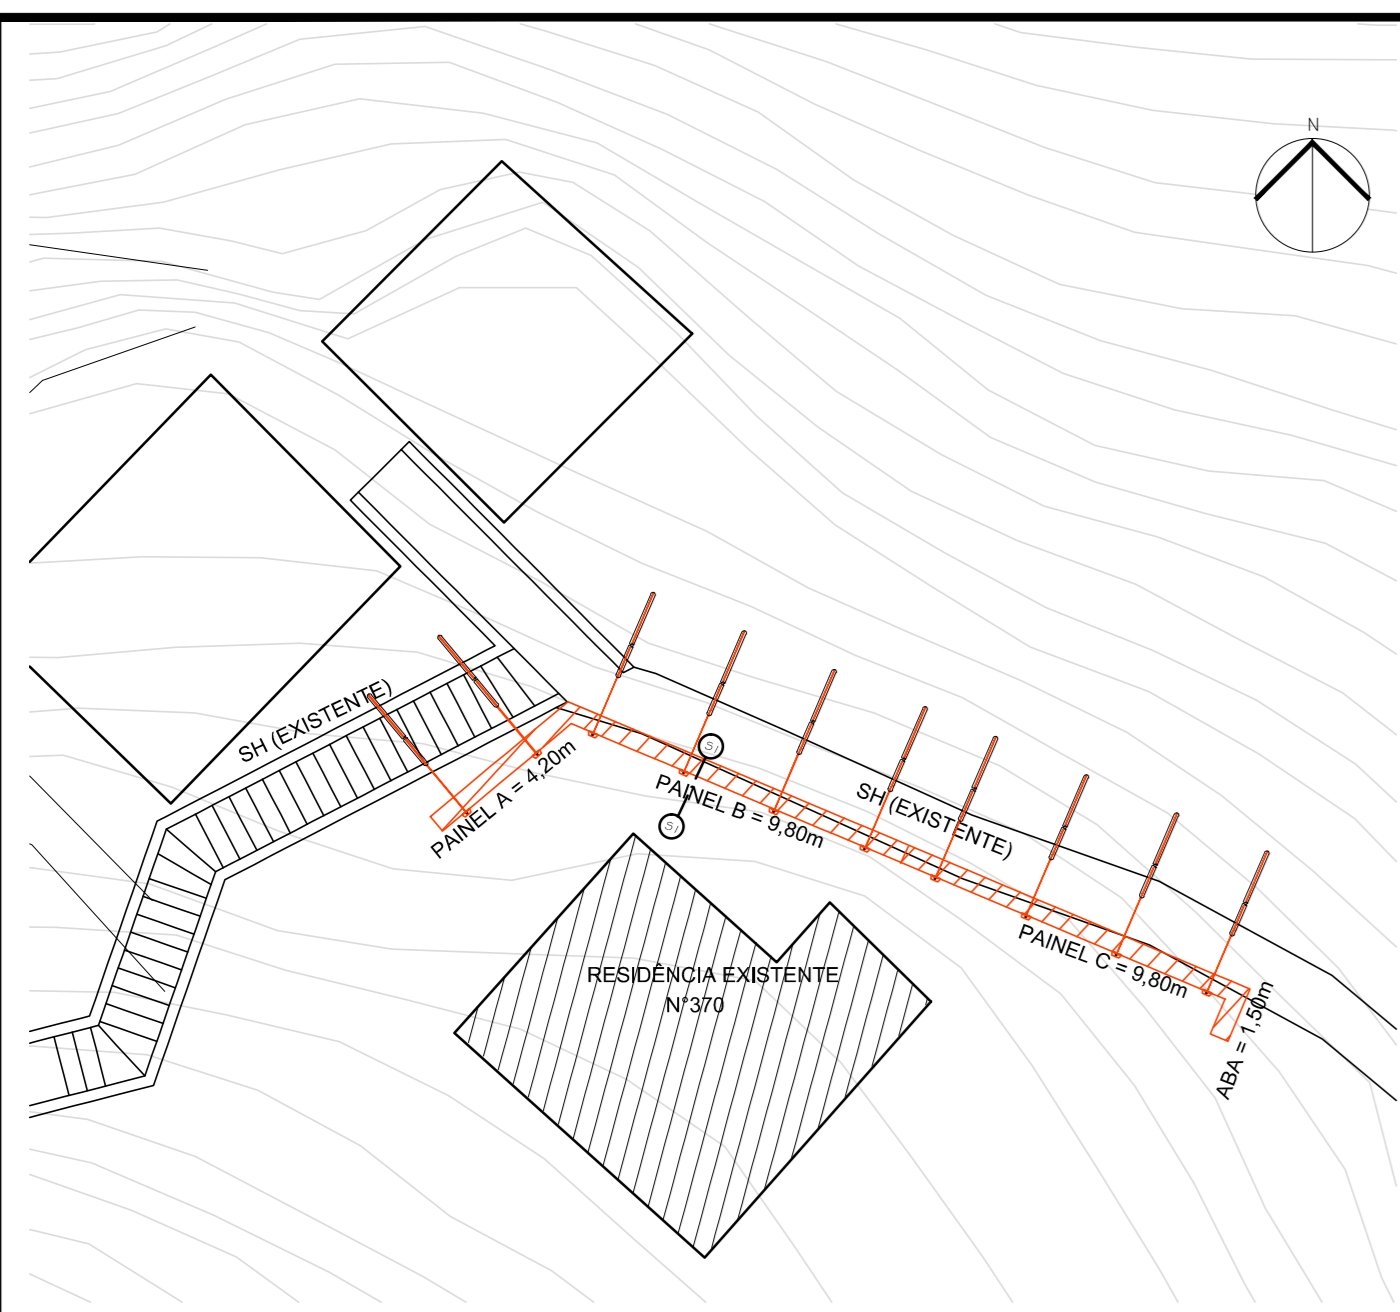 N
SH (EXISTENTE)
PAINEL A = 4,20m
S1
PAINEL B = 9,80m
S1
SH (EXISTENTE)
RESIDÊNCIA EXISTENTE
N°370
PAINEL C = 9,80m
ABA = 1,50m